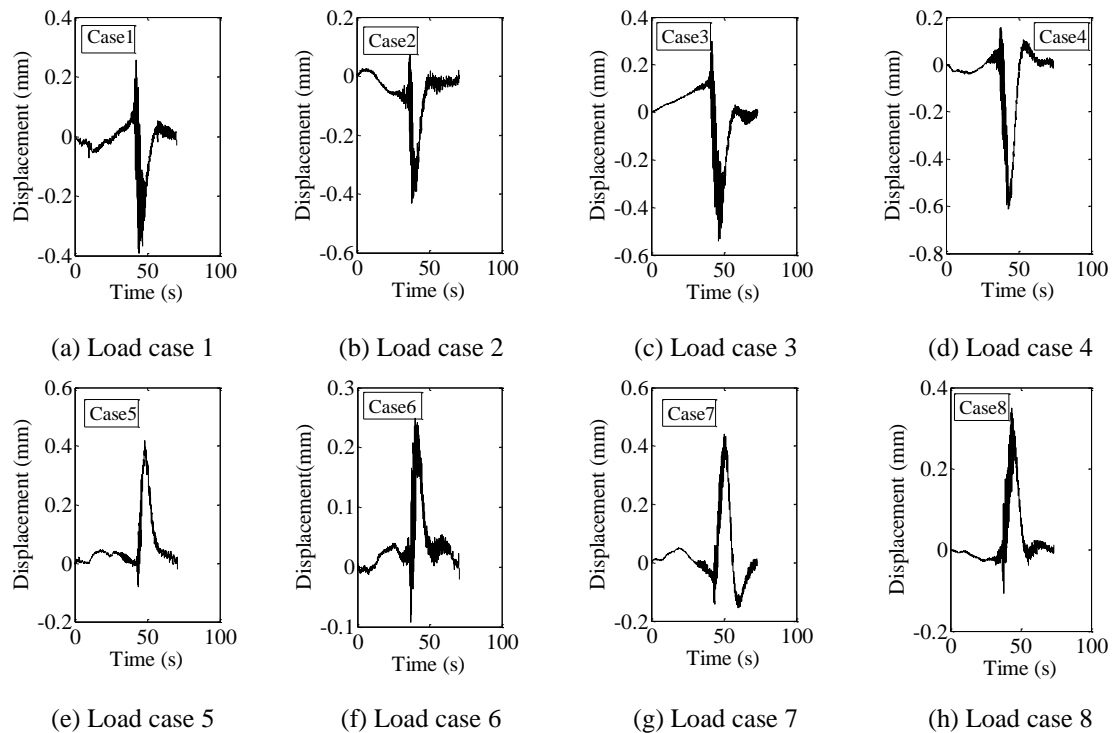 0.4
0.2
0
-0.2
-0.4
0
50
100
Displacement (mm)
Time (s)
Case1
(a) Load case 1
0.2
0
-0.2
-0.4
-0.6
0
50
100
Displacement (mm)
Time (s)
Case2
(b) Load case 2
0.4
0.2
0
-0.2
-0.4
-0.6
0
50
100
Displacement (mm)
Time (s)
Case3
(c) Load case 3
0.2
0
-0.2
-0.4
-0.6
-0.8
0
50
100
Displacement (mm)
Time (s)
Case4
(d) Load case 4
0.6
0.4
0.2
0
-0.2
0
50
100
Displacement (mm)
Time (s)
Case5
(e) Load case 5
0.3
0.2
0.1
0
-0.1
0
50
100
Displacement(mm)
Time (s)
Case6
(f) Load case 6
0.6
0.4
0.2
0
-0.2
0
50
100
Displacement (mm)
Time (s)
Case7
(g) Load case 7
0.4
0.2
0
-0.2
0
50
100
Displacement (mm)
Time (s)
Case8
(h) Load case 8